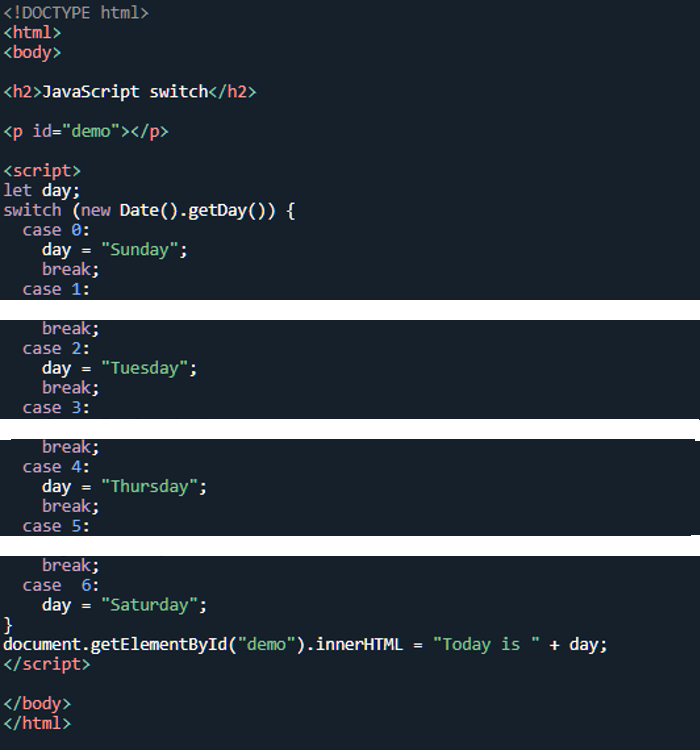 <!DOCTYPE html>
<html>
<body>

<h2>JavaScript switch</h2>

<p id="demo"></p>

<script>
let day;
switch (new Date().getDay()) {
  case 0:
    day = "Sunday";
    break;
  case 1:
    break;
  case 2:
    day = "Tuesday";
    break;
  case 3:
    break;
  case 4:
    day = "Thursday";
    break;
  case 5:
    break;
  case  6:
    day = "Saturday";
}
document.getElementById("demo").innerHTML = "Today is " + day;
</script>

</body>
</html>